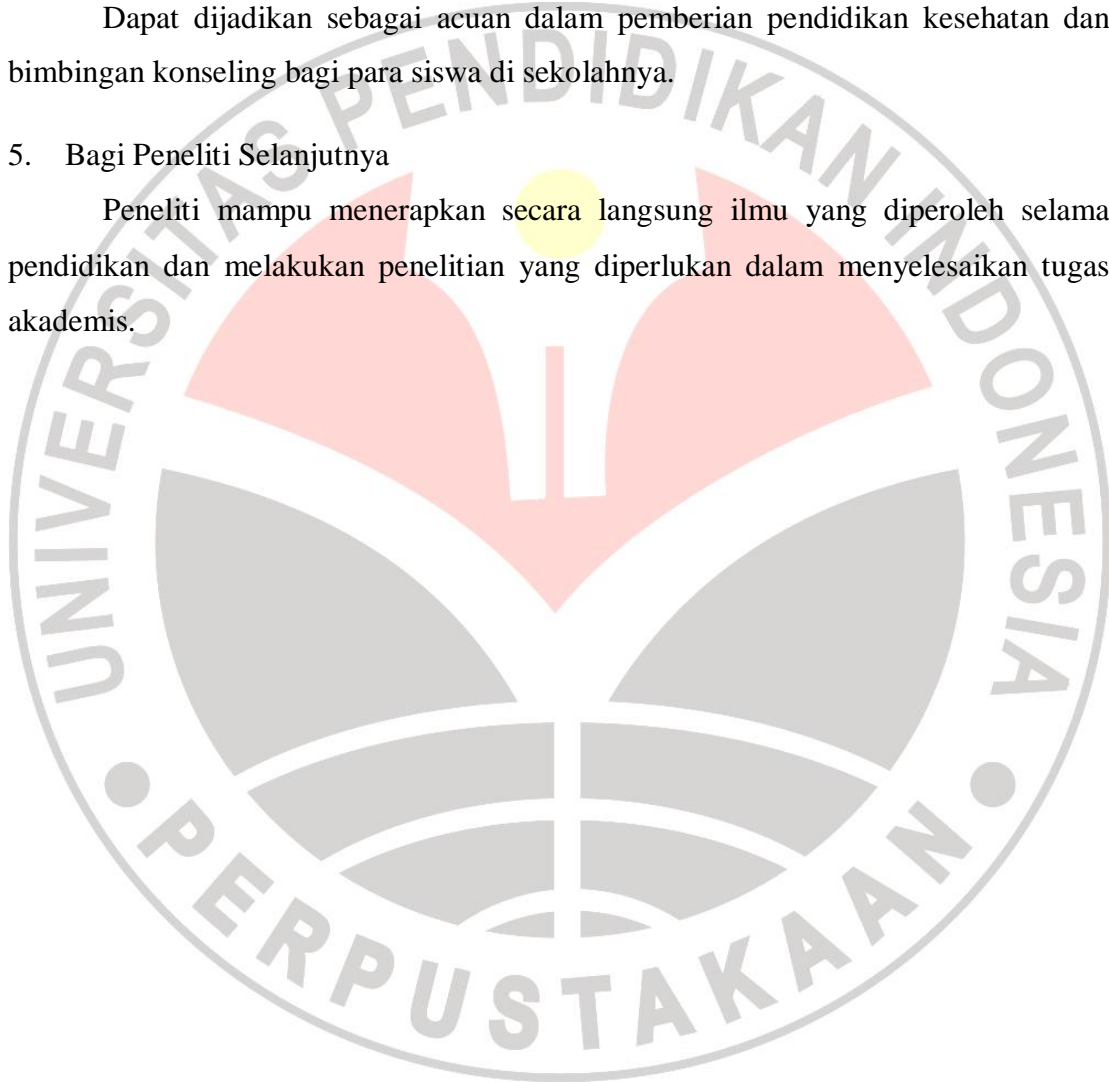 Dapat dijadikan sebagai acuan dalam pemberian pendidikan kesehatan dan
bimbingan konseling bagi para siswa di sekolahnya.
5. Bagi Peneliti Selanjutnya
Peneliti mampu menerapkan secara langsung ilmu yang diperoleh selama
pendidikan dan melakukan penelitian yang diperlukan dalam menyelesaikan tugas
akademis.
UNIVERSITAS PENDIDIKAN INDONESIA
PERPUSTAKAAN